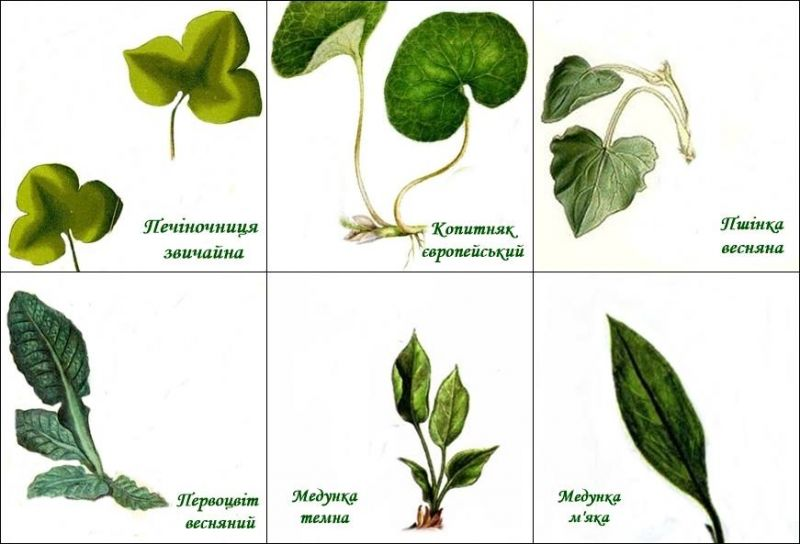 Печіночниця
звичайна
Копитняк
європейський
Пшінка
весняна
Первоцвіт
весняний
Медунка
темна
Медунка
м'яка